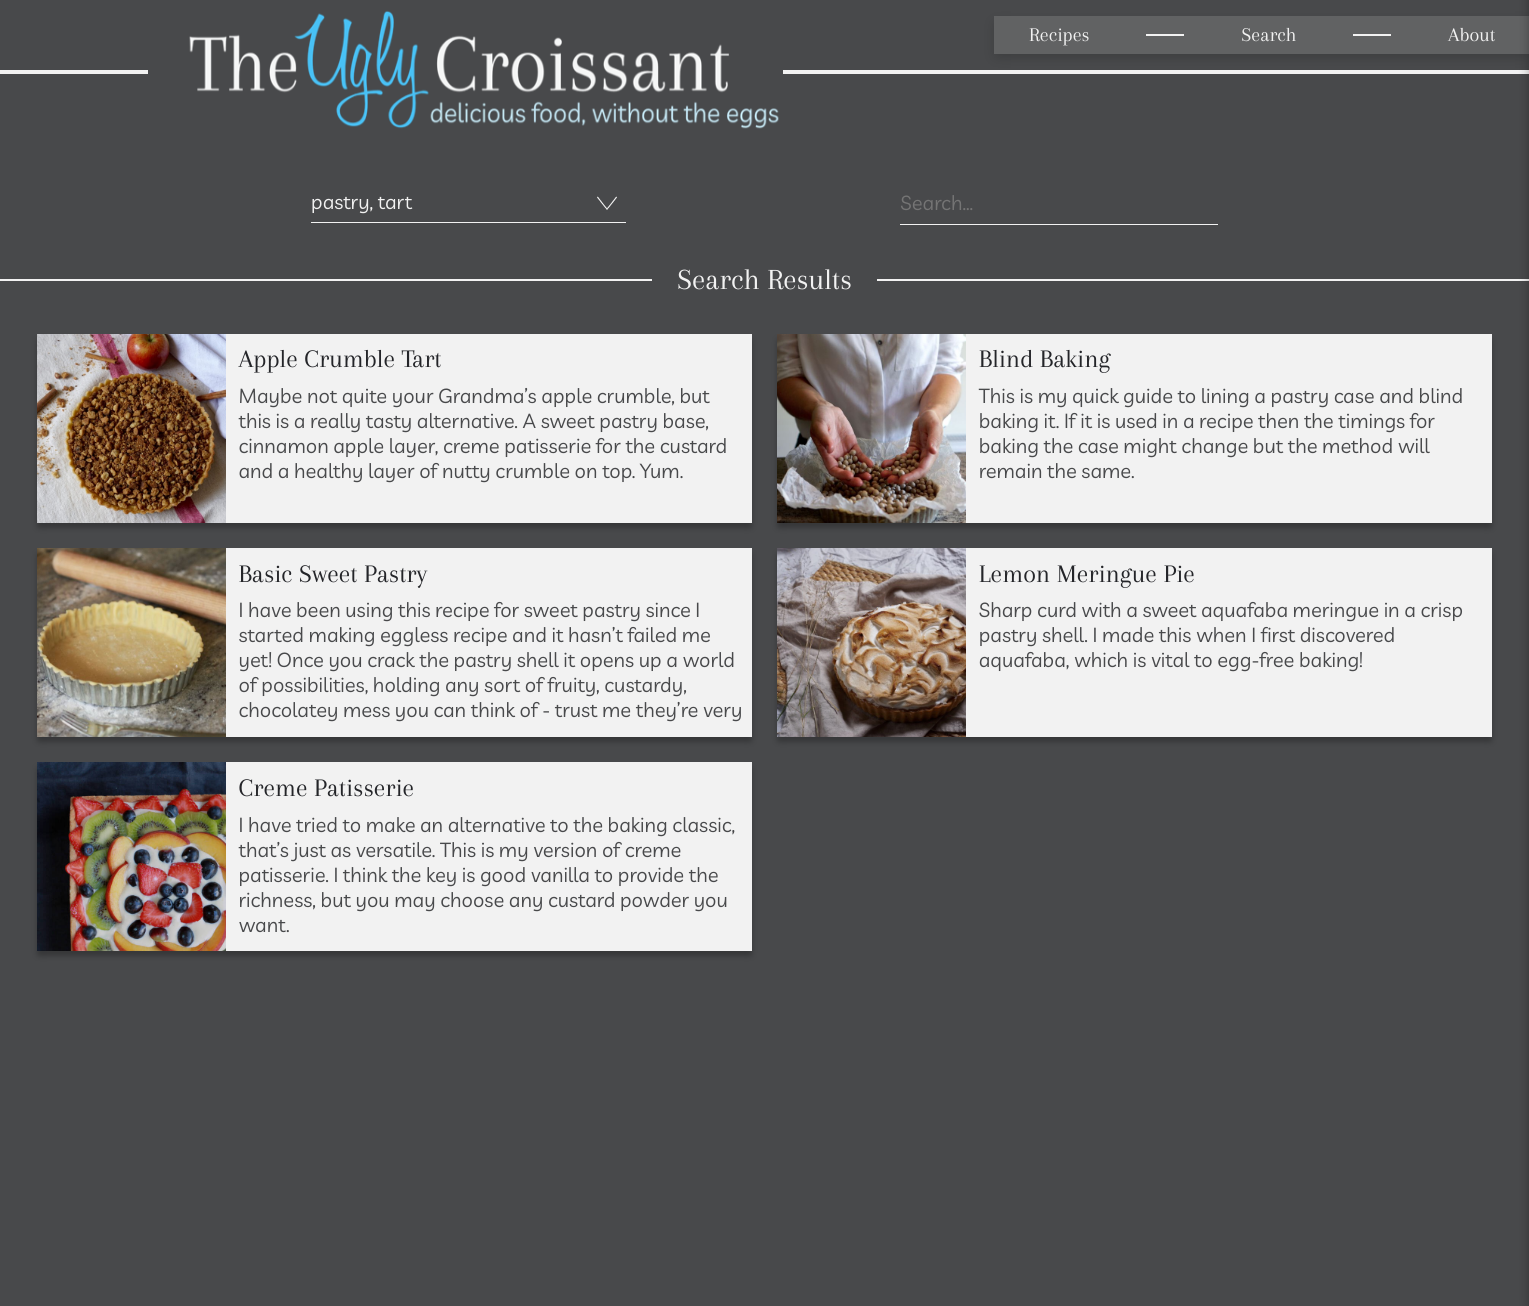 The Ugly Croissant
delicious food, without the eggs
Recipes
Search
About
pastry, tart
Search...
Search Results
Apple Crumble Tart
Maybe not quite your Grandma's apple crumble, but
this is a really tasty alternative. A sweet pastry base,
cinnamon apple layer, creme patisserie for the custard
and a healthy layer of nutty crumble on top. Yum.
Blind Baking
This is my quick guide to lining a pastry case and blind
baking it. If it is used in a recipe then the timings for
baking the case might change but the method will
remain the same.
Basic Sweet Pastry
I have been using this recipe for sweet pastry since I
started making eggless recipe and it hasn't failed me
yet! Once you crack the pastry shell it opens up a world
of possibilities, holding any sort of fruity, custardy,
chocolatey mess you can think of - trust me they're very
Lemon Meringue Pie
Sharp curd with a sweet aquafaba meringue in a crisp
pastry shell. I made this when I first discovered
aquafaba, which is vital to egg-free baking!
Creme Patisserie
I have tried to make an alternative to the baking classic,
that's just as versatile. This is my version of creme
patisserie. I think the key is good vanilla to provide the
richness, but you may choose any custard powder you
want.